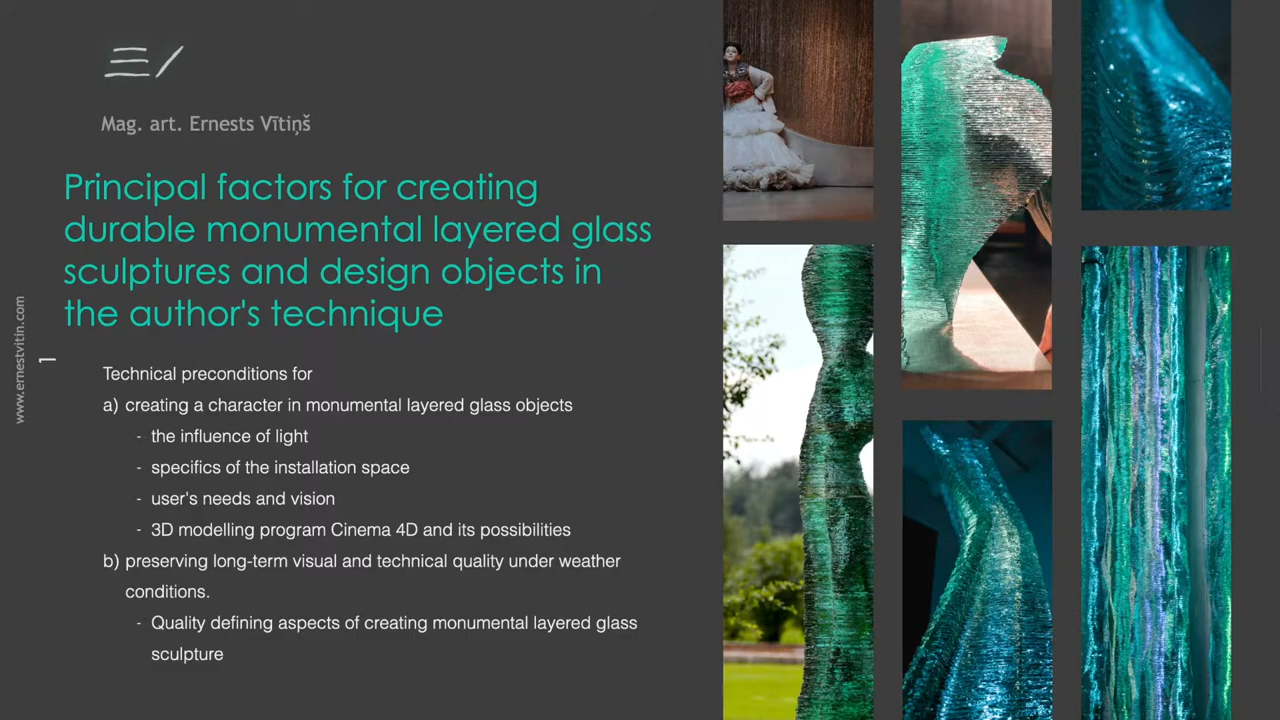 Mag. art. Ernests Vītiņš
Principal factors for creating
durable monumental layered glass
sculptures and design objects in
the author's technique
www.ernestvitin.com
1
Technical preconditions for
a) creating a character in monumental layered glass objects
- the influence of light
- specifics of the installation space
- user's needs and vision
- 3D modelling program Cinema 4D and its possibilities
b) preserving long-term visual and technical quality under weather
conditions.
- Quality defining aspects of creating monumental layered glass
sculpture